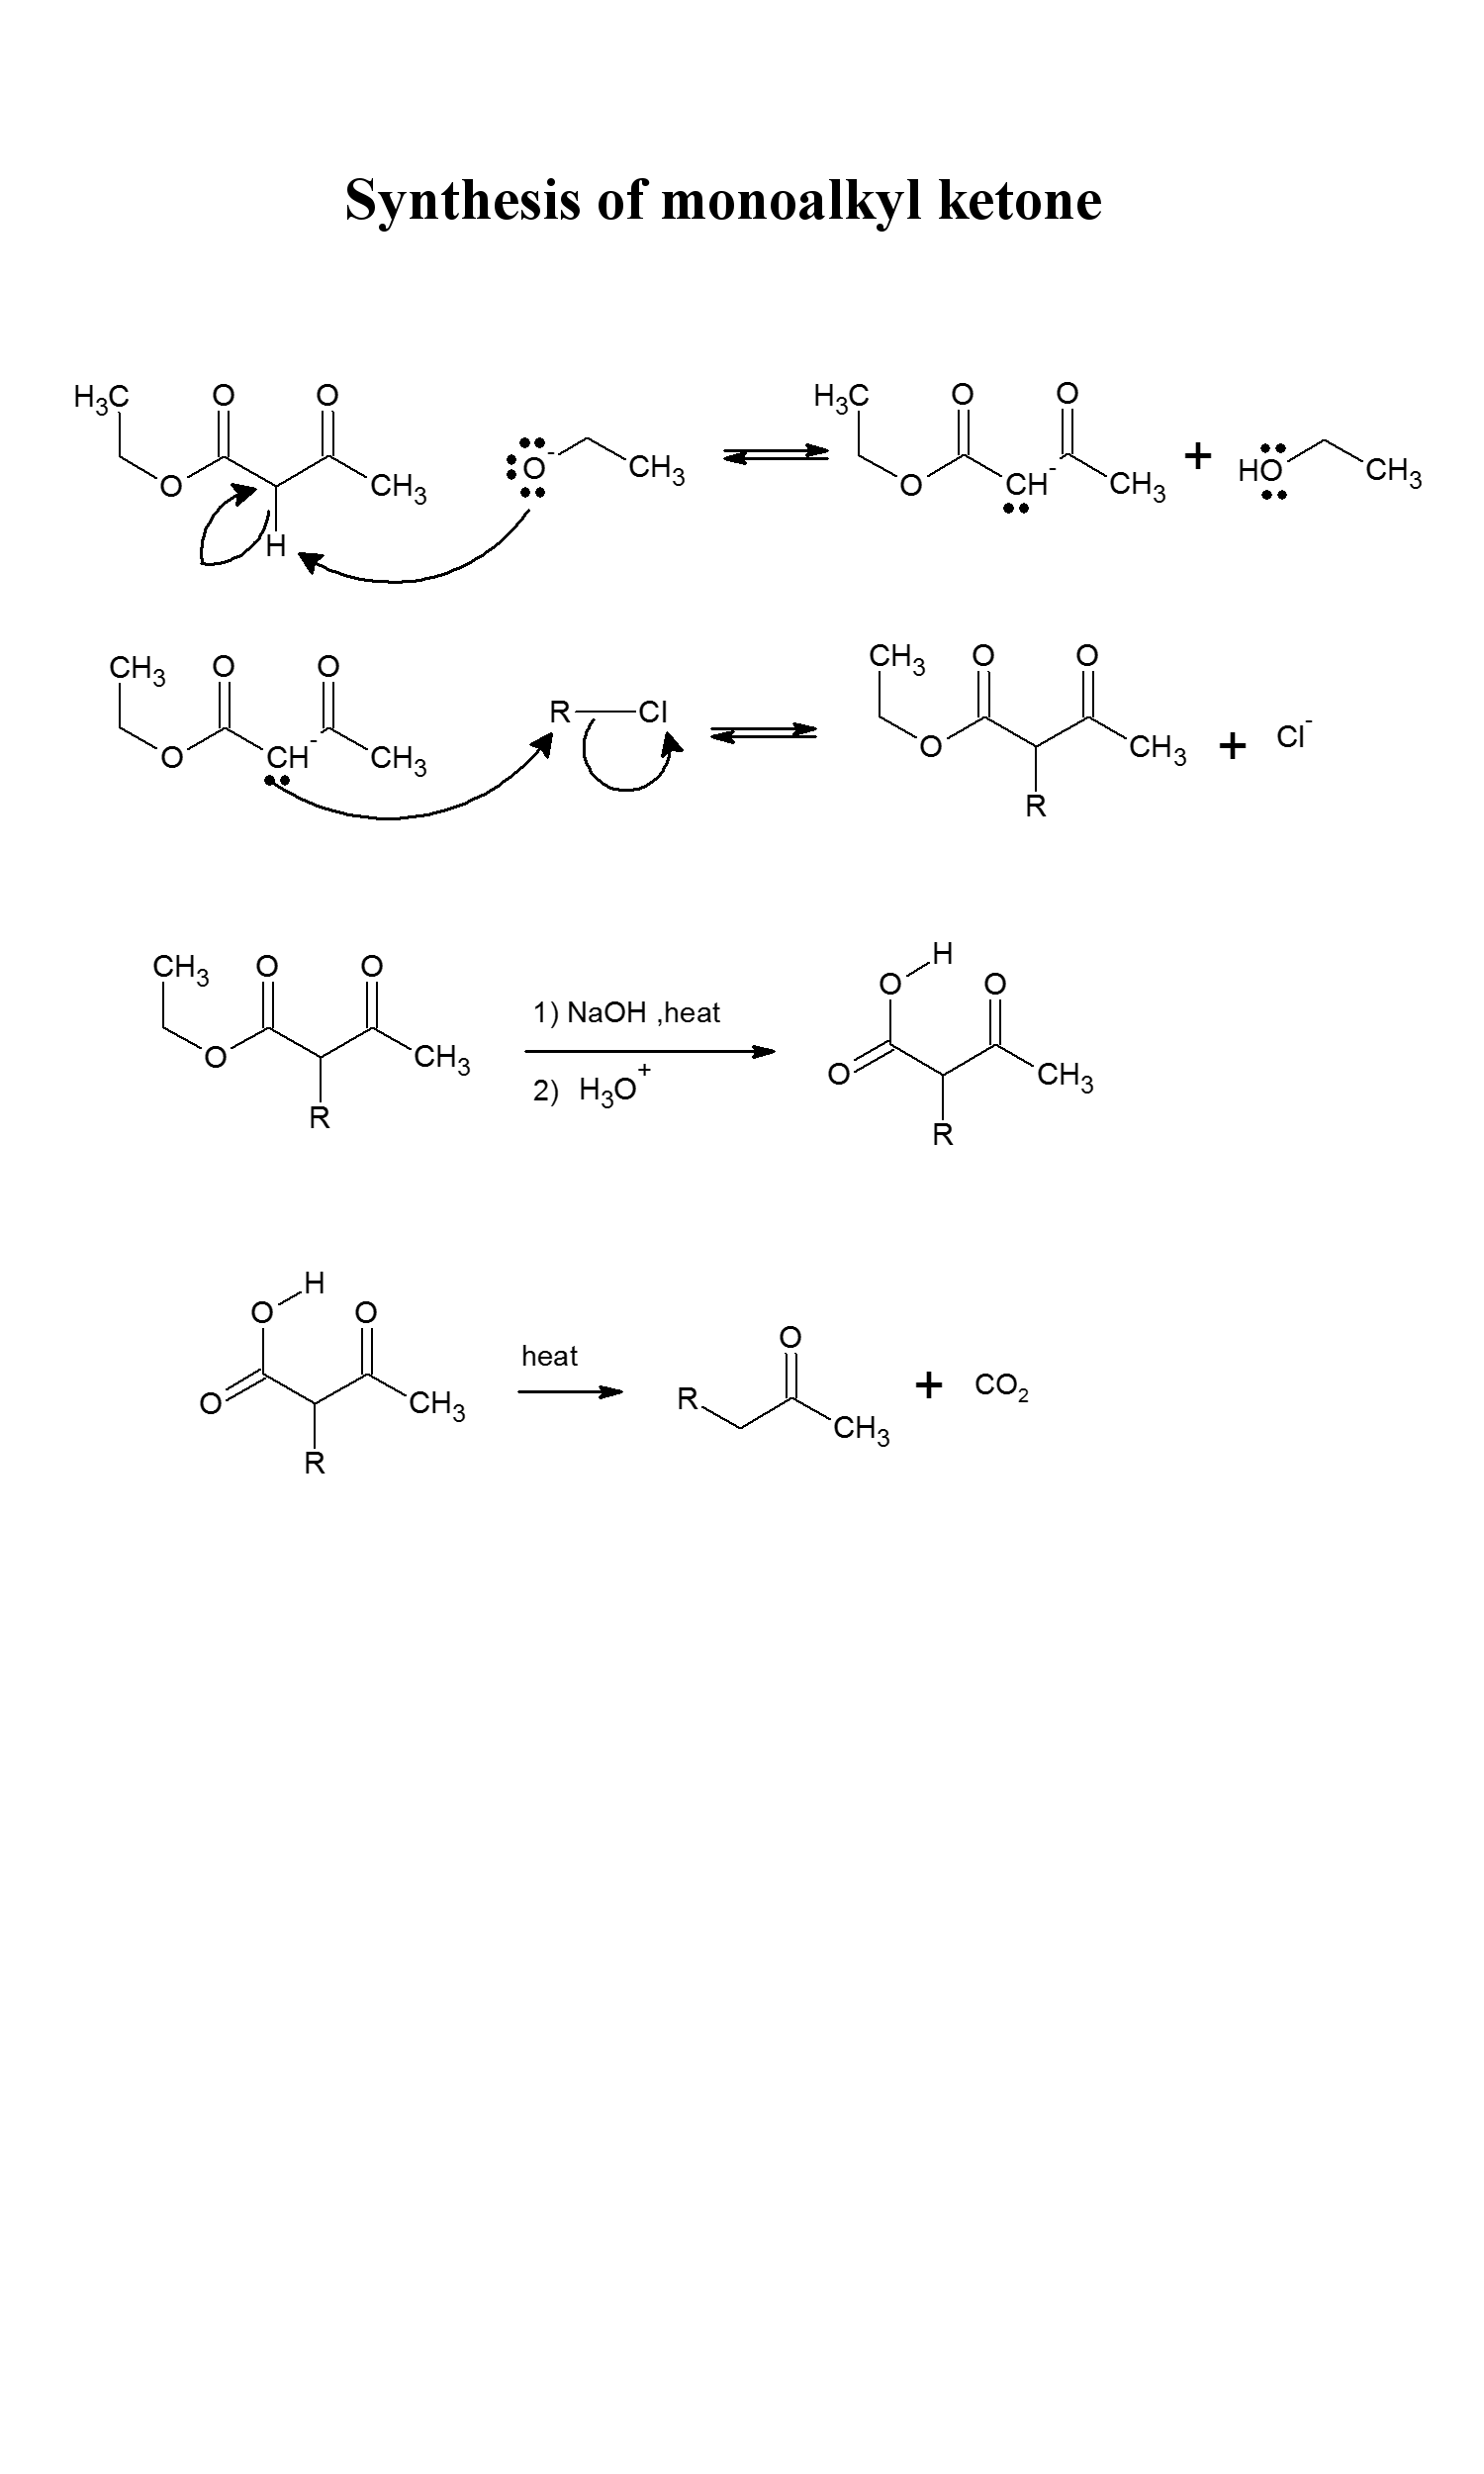 Synthesis of monoalkyl ketone
H₃C O O
O CH₃ H
O⁻ CH₃
H₃C O O
O CH⁻ CH₃ + HO CH₃
CH₃ O O
O CH⁻ CH₃
R Cl
CH₃ O O
O CH₃ + Cl⁻
R
CH₃ O O
O CH₃
R
1) NaOH ,heat
2) H₃O⁺
H
O O
O CH₃
R
H
O O
O CH₃
R
heat
O
R CH₃ + CO₂